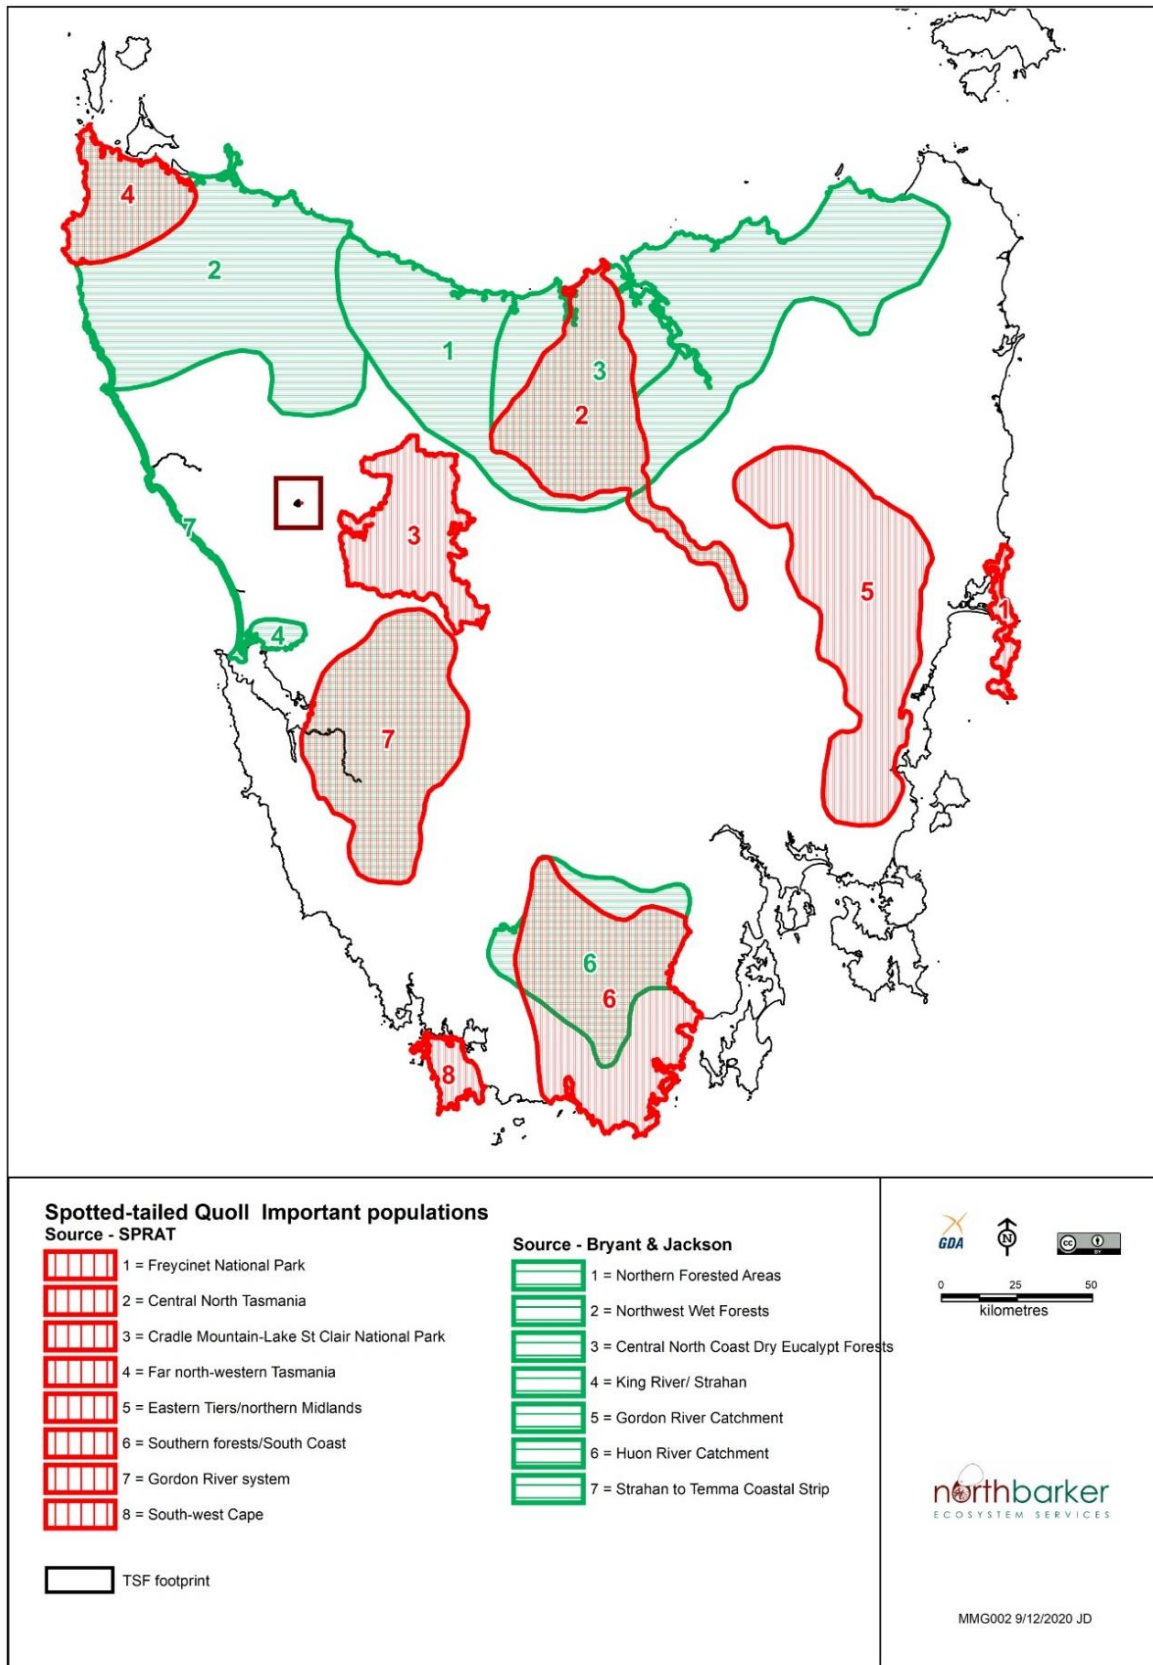 4
2
1
3
2
3
7
5
1
4
7
6
6
8
Spotted-tailed Quoll Important populations
Source - SPRAT
1 = Freycinet National Park
2 = Central North Tasmania
3 = Cradle Mountain-Lake St Clair National Park
4 = Far north-western Tasmania
5 = Eastern Tiers/northern Midlands
6 = Southern forests/South Coast
7 = Gordon River system
8 = South-west Cape
TSF footprint
Source - Bryant & Jackson
1 = Northern Forested Areas
2 = Northwest Wet Forests
3 = Central North Coast Dry Eucalypt Forests
4 = King River/ Strahan
5 = Gordon River Catchment
6 = Huon River Catchment
7 = Strahan to Temma Coastal Strip
GDA
N
cc
BY
0 25 50
kilometres
northbarker
ECOSYSTEM SERVICES
MMG002 9/12/2020 JD